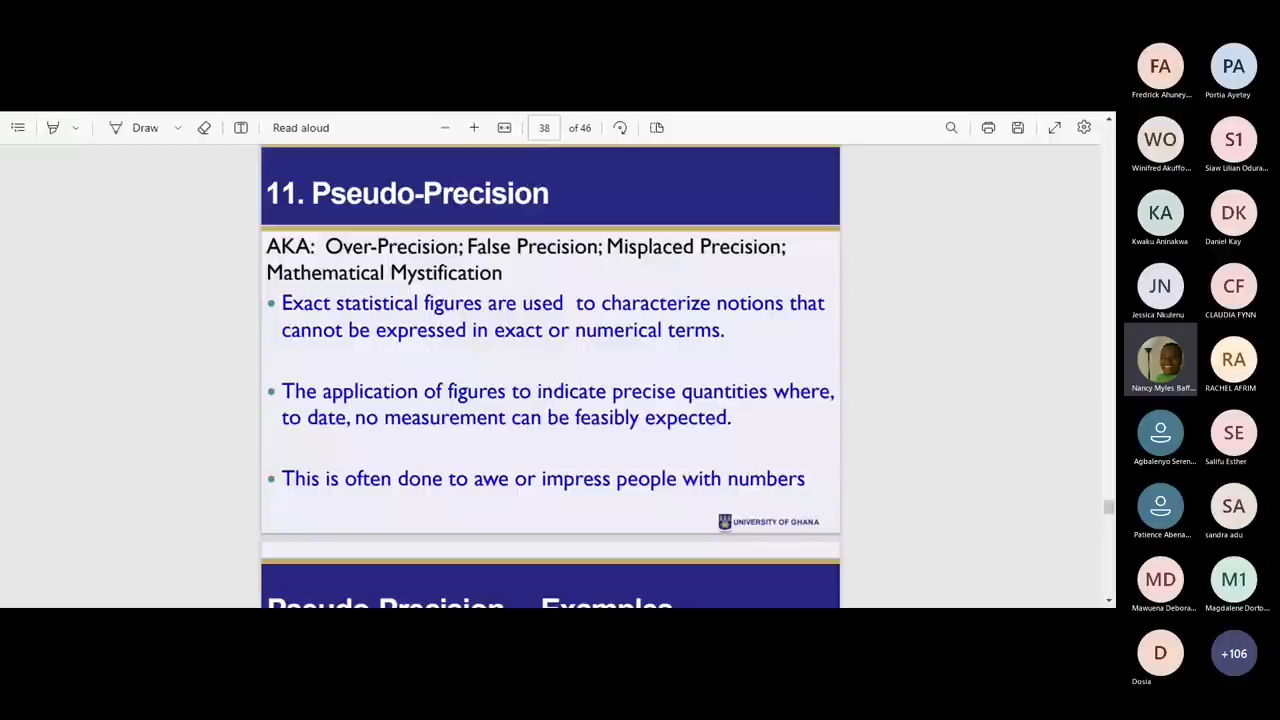 FA
PA
Fredrick Ahuney...
Portia Ayetey
Draw
Read aloud
38
of 46
WO
S1
Winifred Akuffo...
Siaw Lilian Odura...
11. Pseudo-Precision
KA
DK
Kwaku Aninakwa
Daniel Kay
AKA: Over-Precision; False Precision; Misplaced Precision;
Mathematical Mystification
• Exact statistical figures are used to characterize notions that
cannot be expressed in exact or numerical terms.
JN
CF
Jessica Nkulenu
CLAUDIA FYNN
RA
Nancy Myles Baff...
RACHEL AFRIM
• The application of figures to indicate precise quantities where,
to date, no measurement can be feasibly expected.
SE
Agbalenyo Seren...
Salifu Esther
• This is often done to awe or impress people with numbers
SA
Patience Abena...
sandra adu
UNIVERSITY OF GHANA
MD
M1
Mawuena Debora...
Magdalene Dorto...
Pseudo-Precision – Examples
D
+106
Dosia